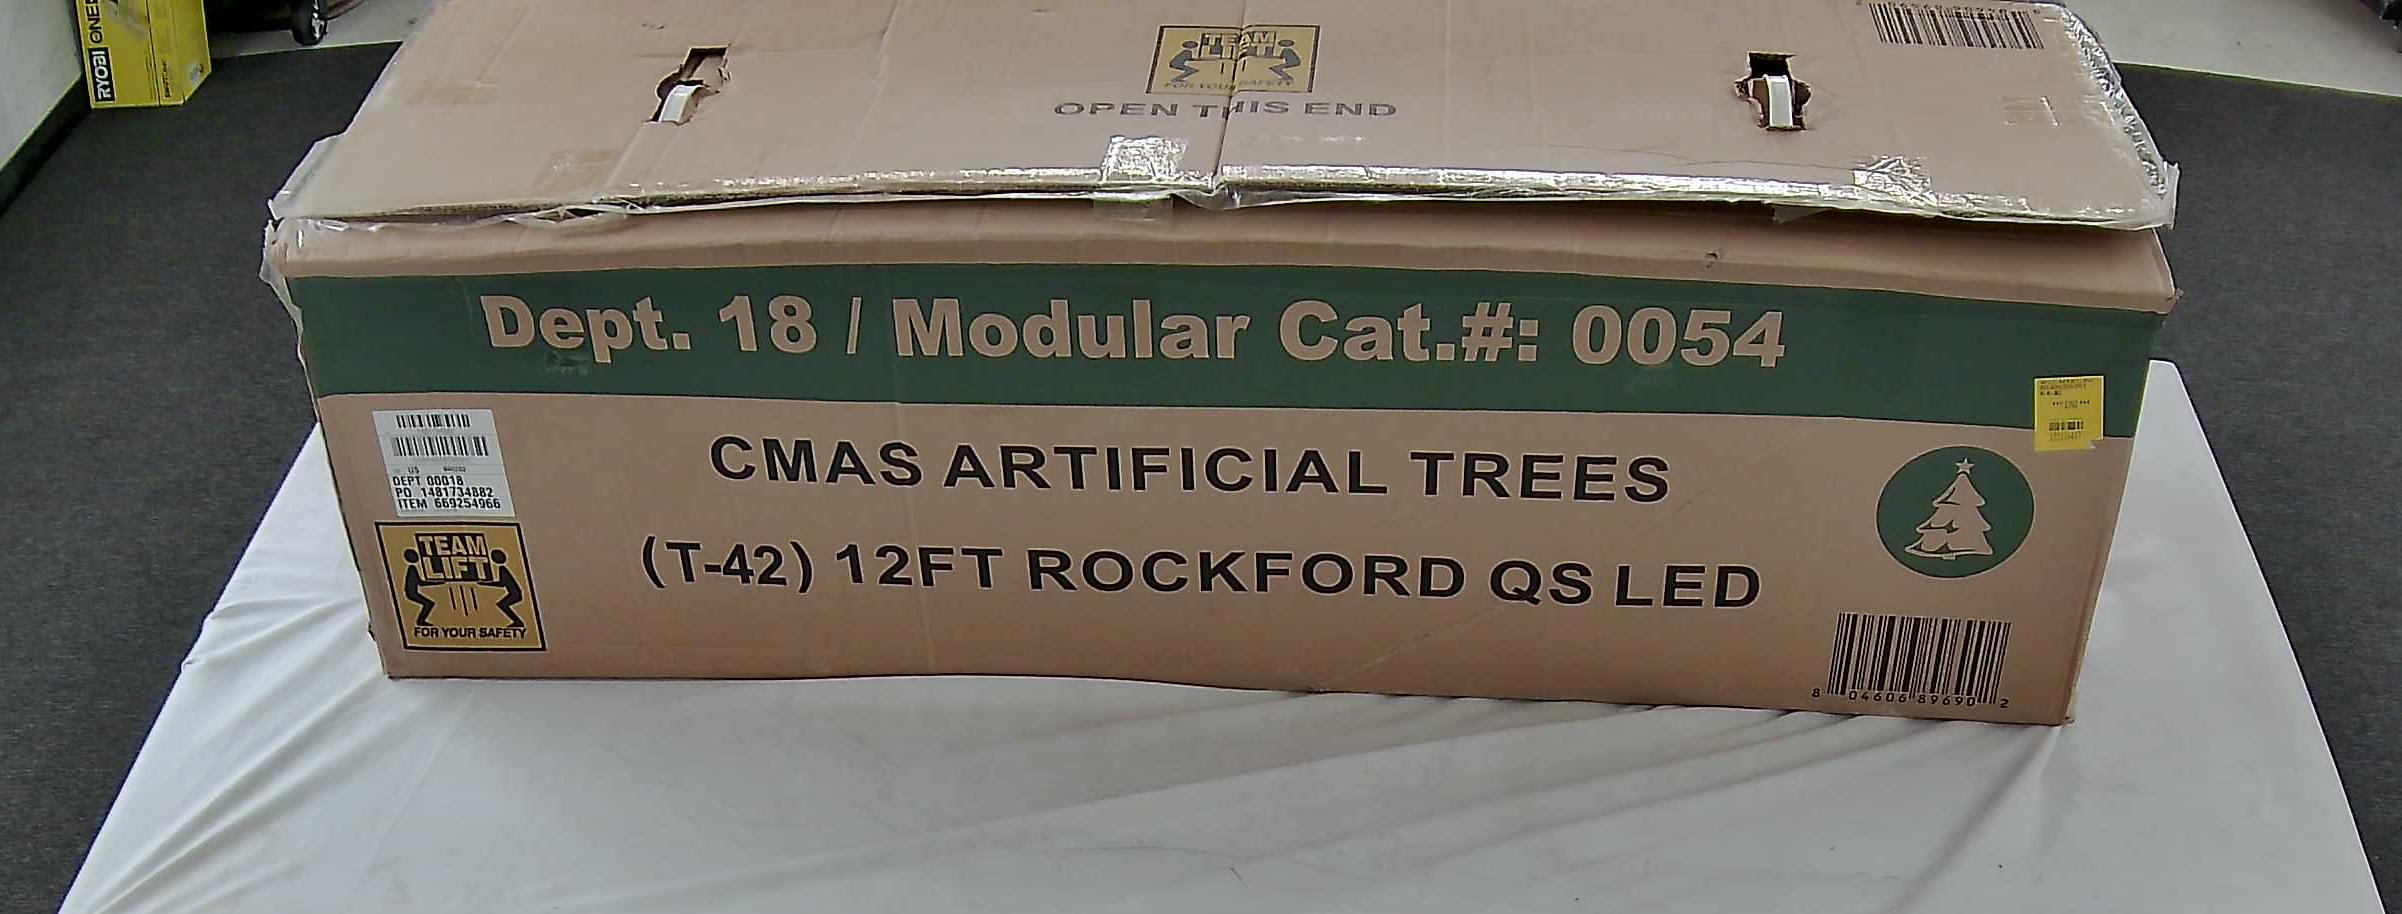 RYOBI ONE
TEAM
LIFT
FOR YOUR SAFETY
OPEN THIS END
Dept. 18 / Modular Cat.#: 0054
US
DEPT 00018
PO 1481734882
ITEM 669254966
CMAS ARTIFICIAL TREES
(T-42) 12FT ROCKFORD QS LED
TEAM
LIFT
FOR YOUR SAFETY
8 04606 89690 2